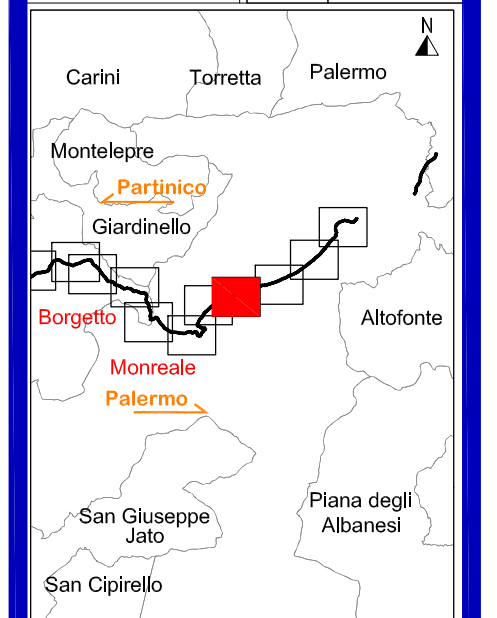 N
Carini
Torretta
Palermo
Montelepre
Partinico
Giardinello
Borgetto
Altofonte
Monreale
Palermo
San Giuseppe
Jato
Piana degli
Albanesi
San Cipirello